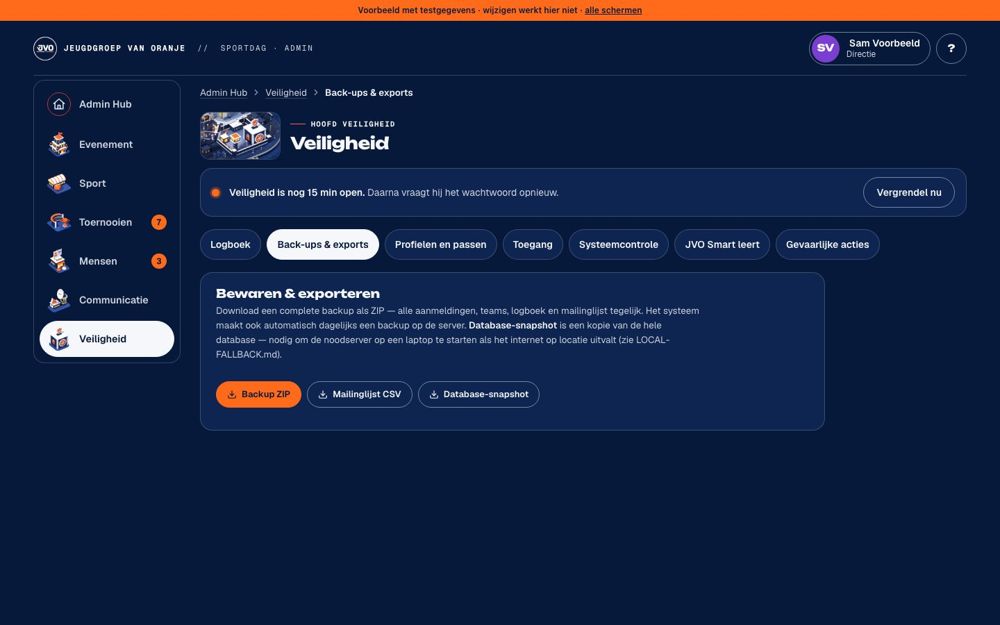 Voorbeeld met testgegevens · wijzigen werkt hier niet · alle schermen
JVO JEUGDGROEP VAN ORANJE // SPORTDAG · ADMIN
SV Sam Voorbeeld
Directie
?
Admin Hub
Evenement
Sport
Toernooien 7
Mensen 3
Communicatie
Veiligheid
Admin Hub > Veiligheid > Back-ups & exports
HOOFD VEILIGHEID
Veiligheid
Veiligheid is nog 15 min open. Daarna vraagt hij het wachtwoord opnieuw.
Vergrendel nu
Logboek
Back-ups & exports
Profielen en passen
Toegang
Systeemcontrole
JVO Smart leert
Gevaarlijke acties
Bewaren & exporteren
Download een complete backup als ZIP — alle aanmeldingen, teams, logboek en mailinglijst tegelijk. Het systeem
maakt ook automatisch dagelijks een backup op de server. Database-snapshot is een kopie van de hele
database — nodig om de noodserver op een laptop te starten als het internet op locatie uitvalt (zie LOCAL-
FALLBACK.md).
Backup ZIP
Mailinglijst CSV
Database-snapshot